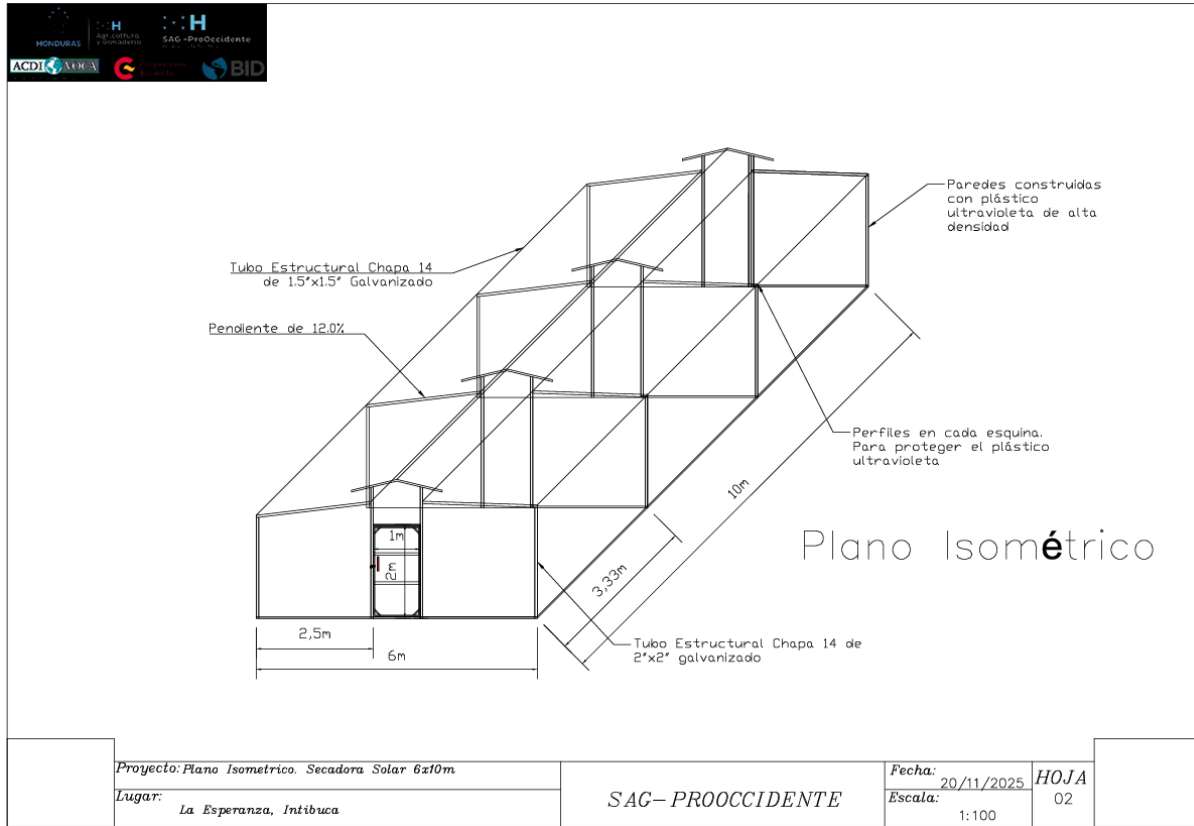 HONDURAS
Agricultura
y Ganadería
H
SAG-ProOccidente
ACDI VOCA
BID
Paredes construidas
con plástico
ultravioleta de alta
densidad
Tubo Estructural Chapa 14
de 1.5"x1.5" Galvanizado
Pendiente de 12.0%
Perfiles en cada esquina.
Para proteger el plástico
ultravioleta
10m
Plano Isométrico
1m
2m
3,33m
2,5m
6m
Tubo Estructural Chapa 14 de
2"x2" galvanizado
Proyecto: Plano Isometrico. Secadora Solar 6x10m
Lugar:
La Esperanza, Intibuca
SAG-PROOCCIDENTE
Fecha:
20/11/2025
Escala:
1:100
HOJA
02